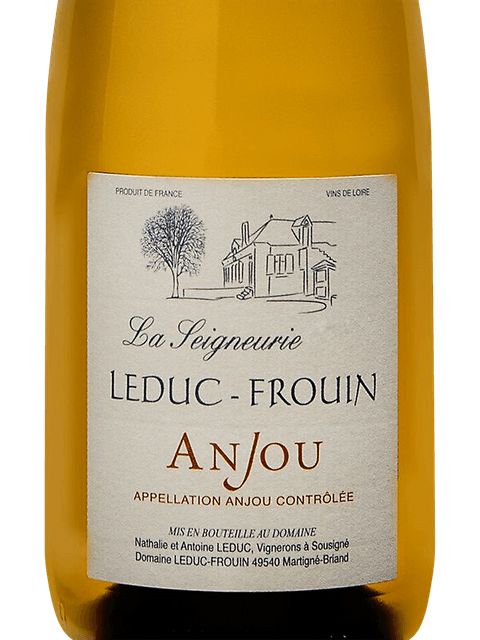 PRODUIT DE FRANCE
VINS DE LOIRE
La Seigneurie
LEDUC - FROUIN
ANJOU
APPELLATION ANJOU CONTRÔLÉE
MIS EN BOUTEILLE AU DOMAINE
Nathalie et Antoine LEDUC, Vignerons à Sousigné
Domaine LEDUC-FROUIN 49540 Martigné-Briand